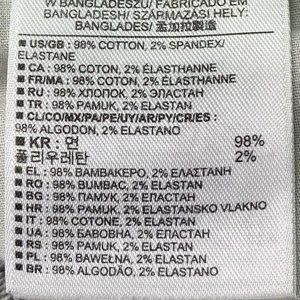 W BANGLADESZU/ FABRICADO EM
BANGLADESH/ SZÁRMAZÁSI HELY:
BANGLADES/ 孟加拉製造
■ US/GB : 98% COTTON, 2% SPANDEX/
ELASTANE
■ CA : 98% COTON, 2% ÉLASTHANNE
■ FR/MA : 98% COTON, 2% ÉLASTHANNE
■ RU : 98% ХЛОПОК, 2% ЭЛАСТАН
■ TR : 98% PAMUK, 2% ELASTAN
■ CL/CO/MX/PA/PE/UY/AR/PY/CR/ES :
98% ALGODON, 2% ELASTANO
■ KR : 면 98%
폴리우레탄 2%
■ EL : 98% ΒΑΜΒΑΚΕΡΟ, 2% ΕΛΑΣΤΑΝΗ
■ RO : 98% BUMBAC, 2% ELASTAN
■ BG : 98% ПАМУК, 2% ЕЛАСТАН
■ HR : 98% PAMUK, 2% ELASTANSKO VLAKNO
■ IT : 98% COTONE, 2% ELASTAN
■ UA : 98% БАВОВНА, 2% ЕЛАСТАН
■ RS : 98% PAMUK, 2% ELASTAN
■ PL : 98% BAWEŁNA, 2% ELASTAN
■ BR : 98% ALGODÃO, 2% ELASTANO